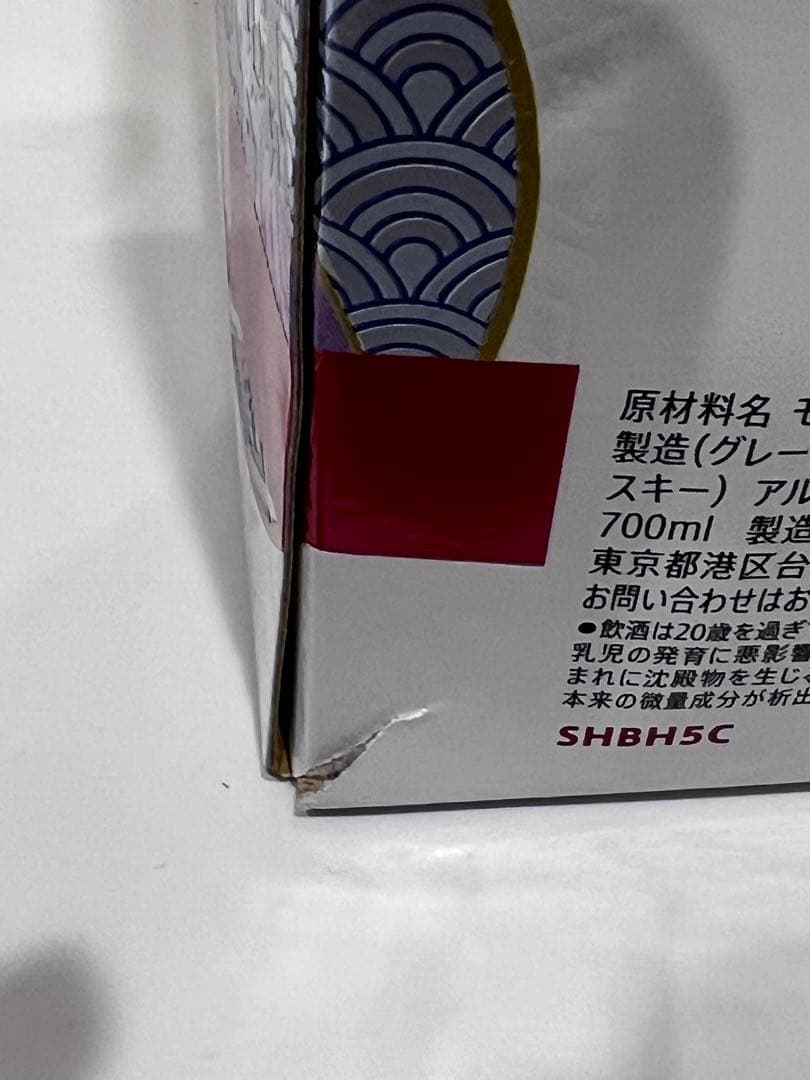 原材料名 モ
製造(グレー
スキー) アル
700ml 製造
東京都港区台
お問い合わせはお
●飲酒は20歳を過ぎ
乳児の発育に悪影響
まれに沈殿物を生じ
本来の微量成分が析出
SHBH5C